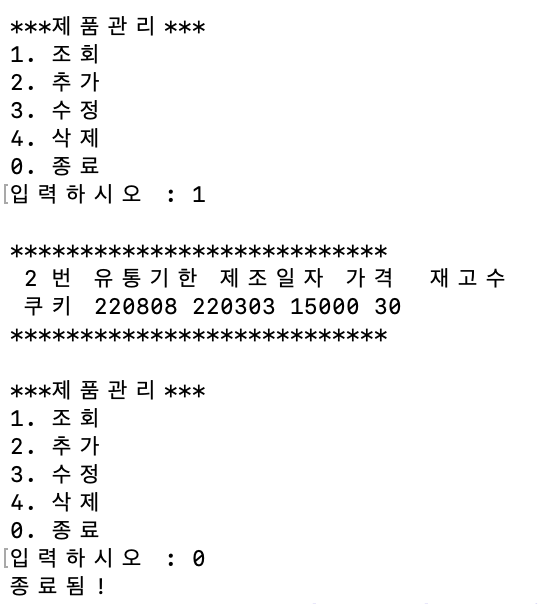 ***제품관리***
1. 조회
2. 추가
3. 수정
4. 삭제
0. 종료
[입력하시오 : 1
***************************
2 번 유통기한 제조일자 가격 재고수
쿠키 220808 220303 15000 30
***************************
***제품관리***
1. 조회
2. 추가
3. 수정
4. 삭제
0. 종료
[입력하시오 : 0
종료됨!